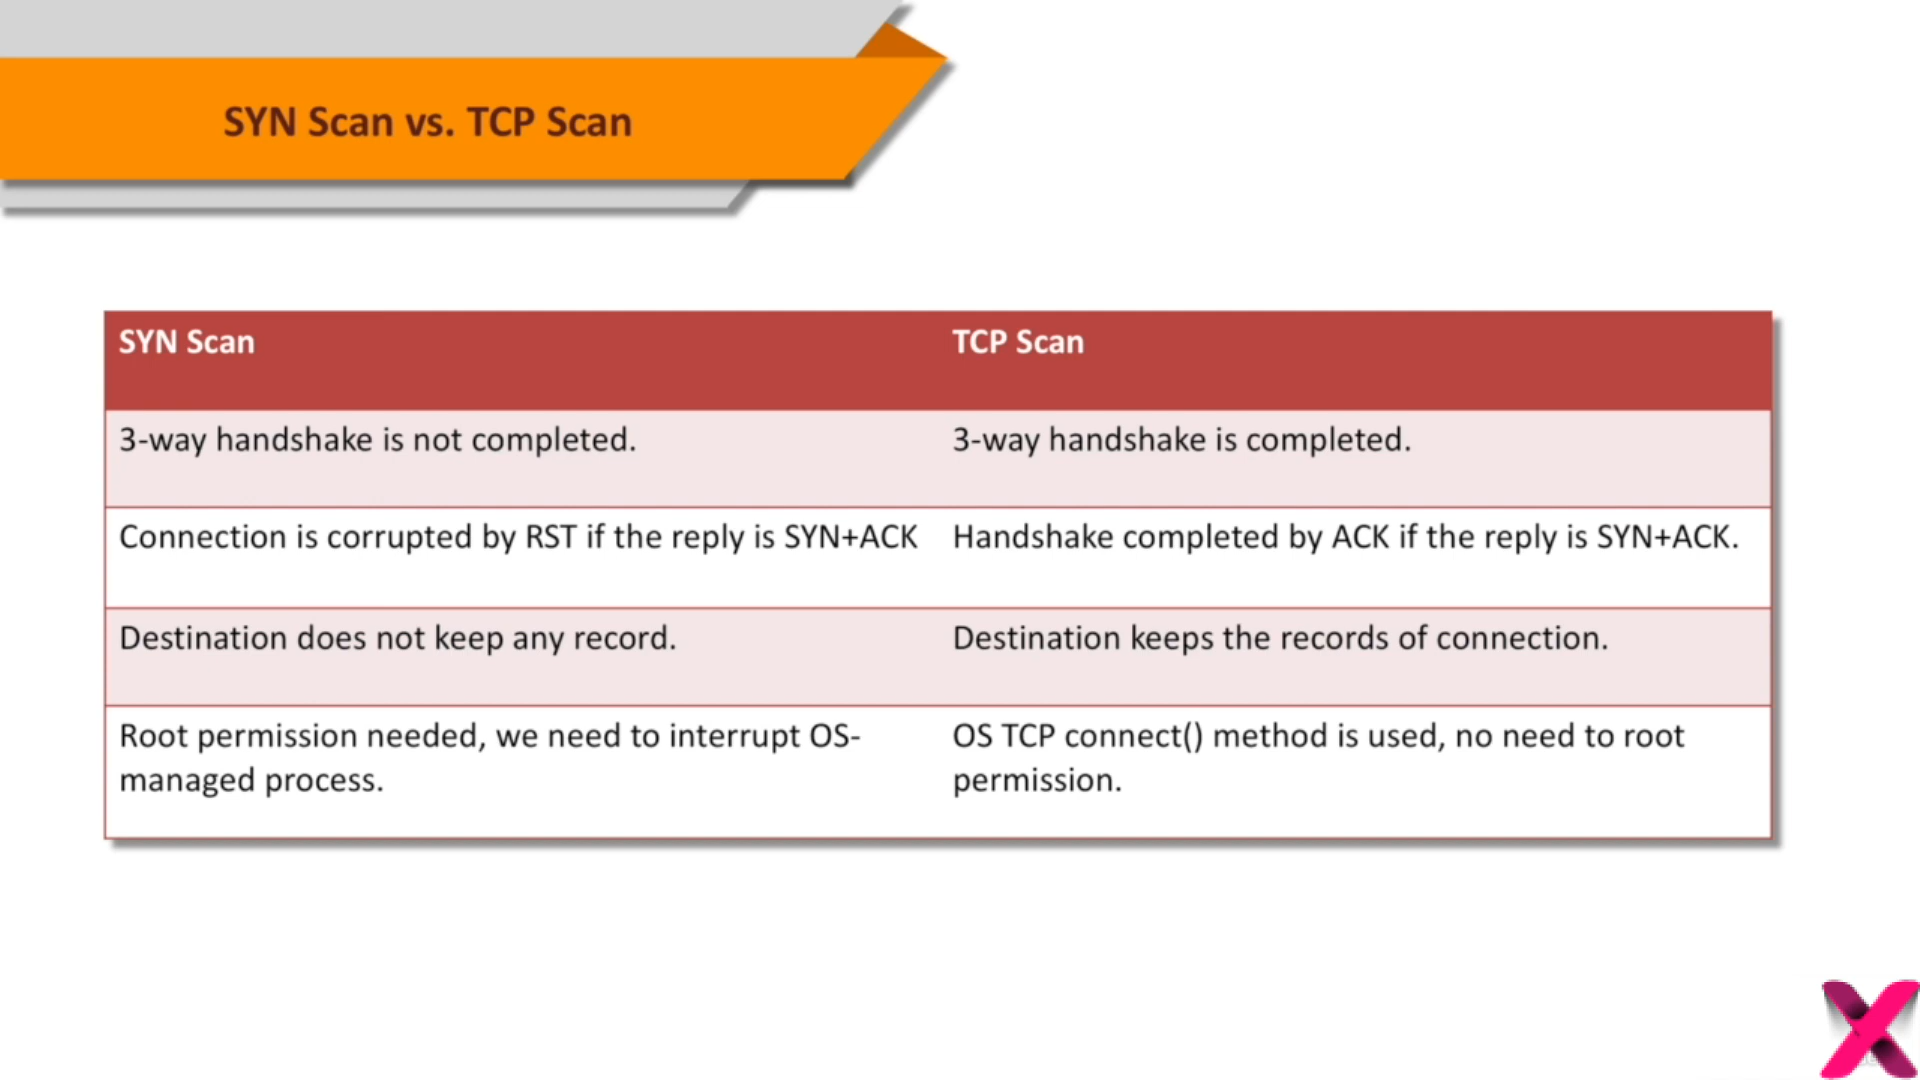 SYN Scan vs. TCP Scan
SYN Scan
TCP Scan
3-way handshake is not completed.
3-way handshake is completed.
Connection is corrupted by RST if the reply is SYN+ACK
Handshake completed by ACK if the reply is SYN+ACK.
Destination does not keep any record.
Destination keeps the records of connection.
Root permission needed, we need to interrupt OS-
managed process.
OS TCP connect() method is used, no need to root
permission.